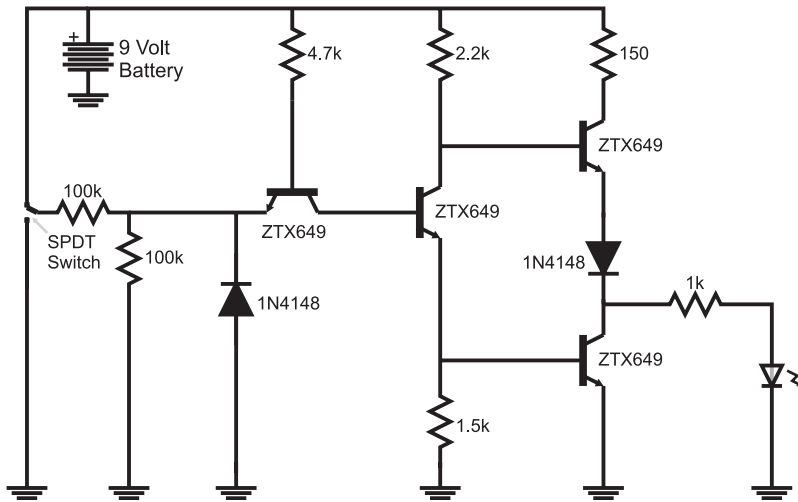 +
9 Volt
Battery
4.7k
2.2k
150
ZTX649
100k
ZTX649
ZTX649
SPDT
Switch
100k
1N4148
1k
1N4148
ZTX649
1.5k